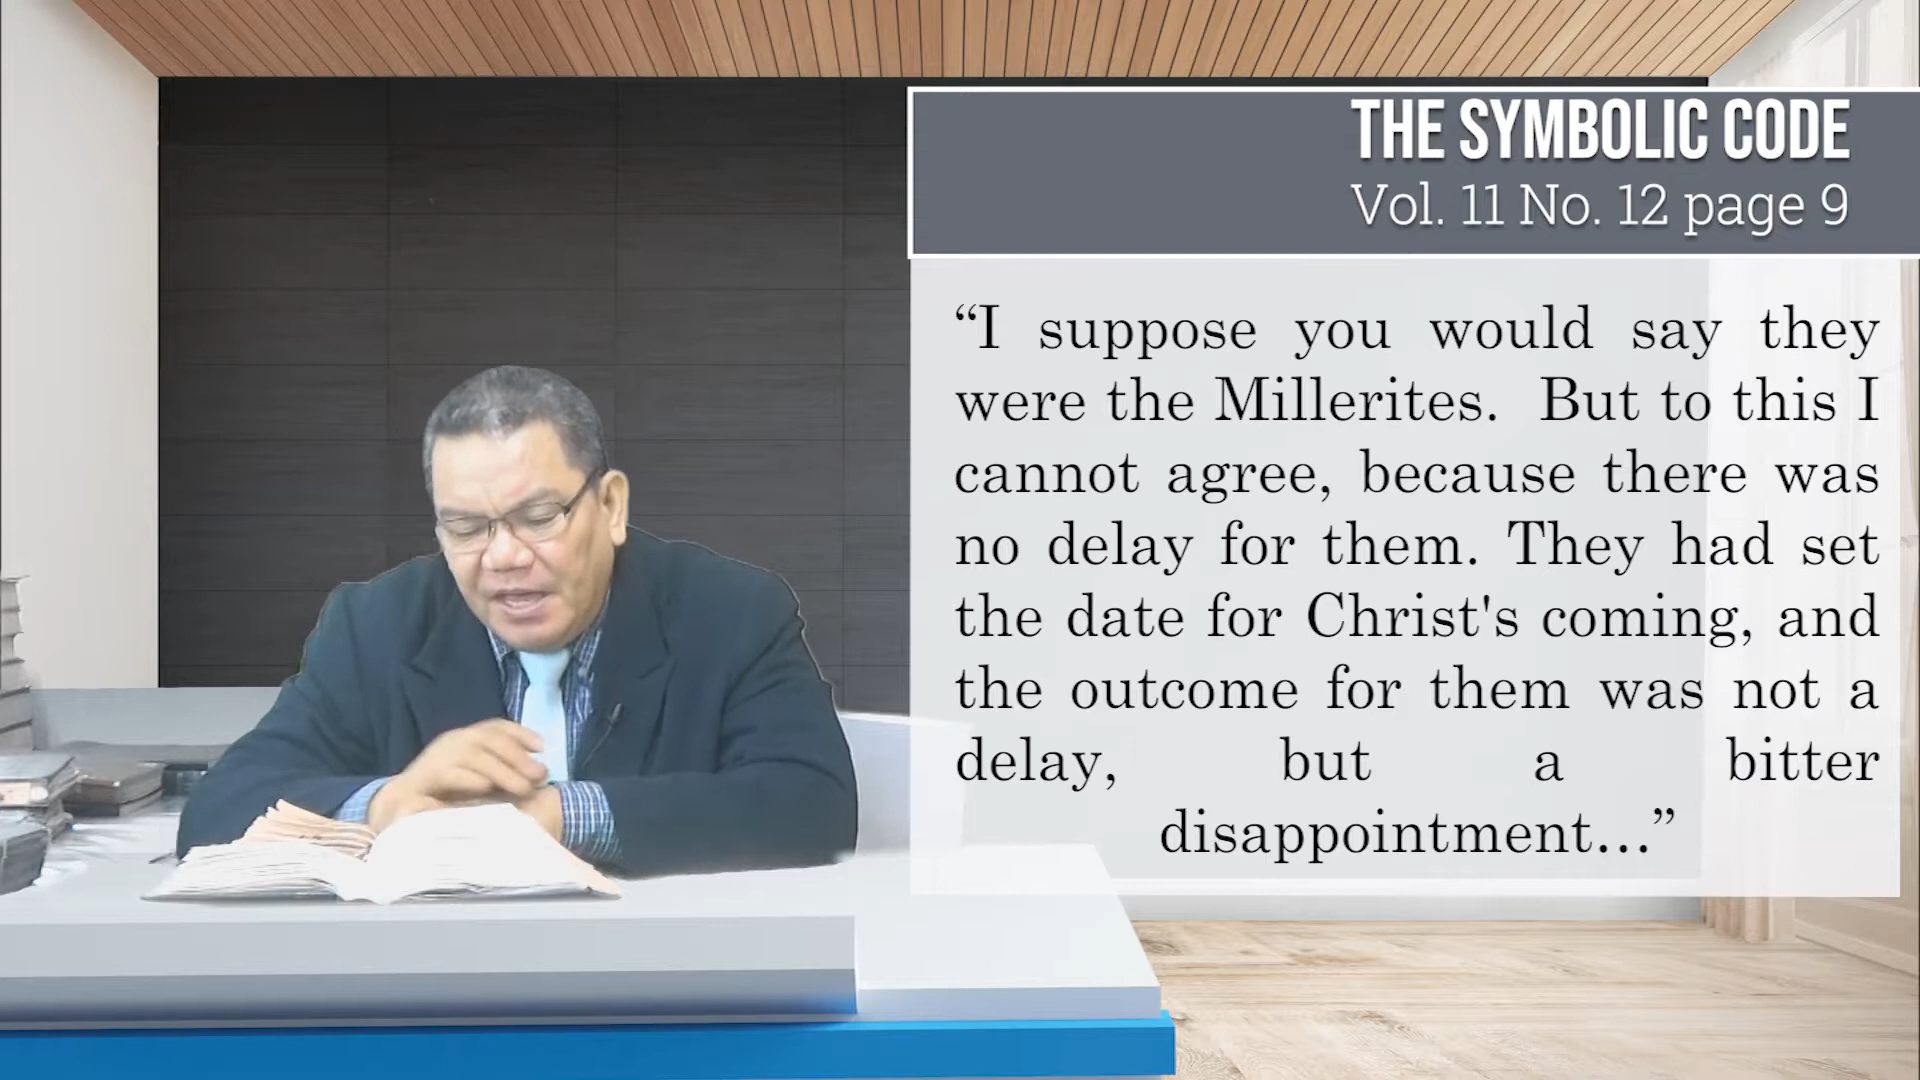 THE SYMBOLIC CODE
Vol. 11 No. 12 page 9
“I suppose you would say they
were the Millerites.  But to this I
cannot agree, because there was
no delay for them. They had set
the date for Christ's coming, and
the outcome for them was not a
delay, but a bitter
disappointment...”